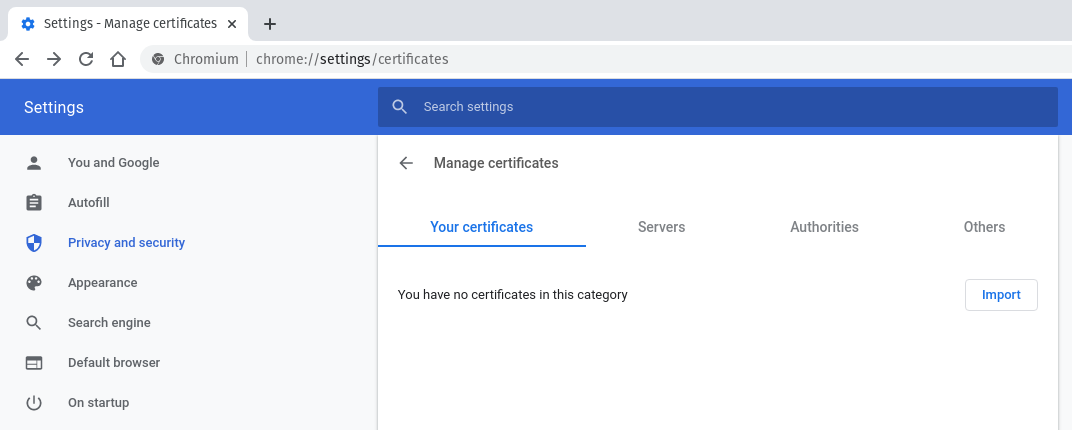 Settings - Manage certificates
Chromium | chrome://settings/certificates
Settings
Search settings
You and Google
Autofill
Privacy and security
Appearance
Search engine
Default browser
On startup
Manage certificates
Your certificates Servers Authorities Others
You have no certificates in this category Import